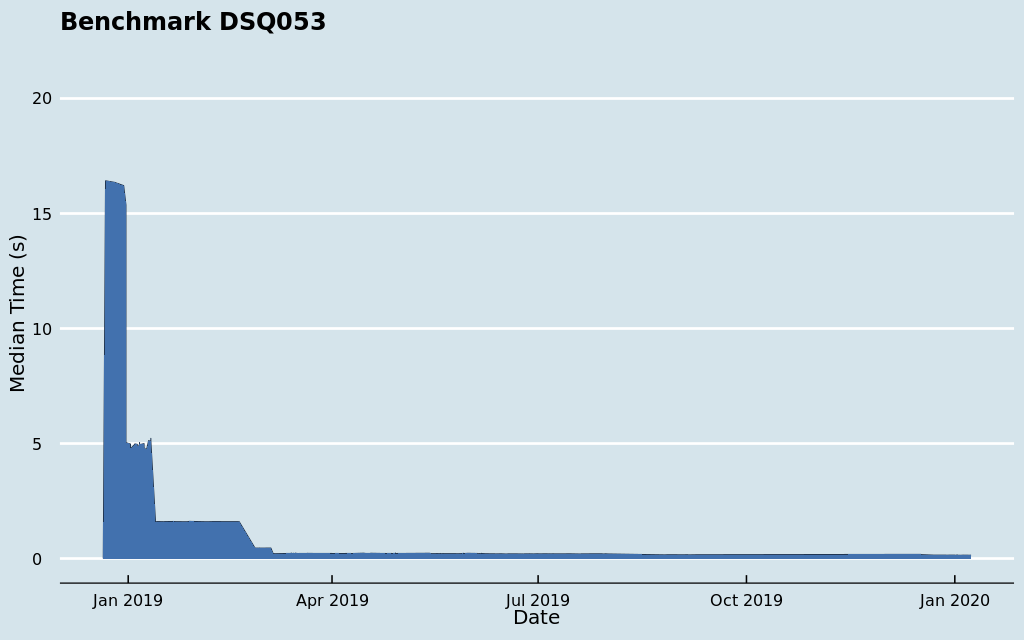 Benchmark DSQ053
Median Time (s)
20
15
10
5
0
Jan 2019
Apr 2019
Jul 2019
Oct 2019
Jan 2020
Date